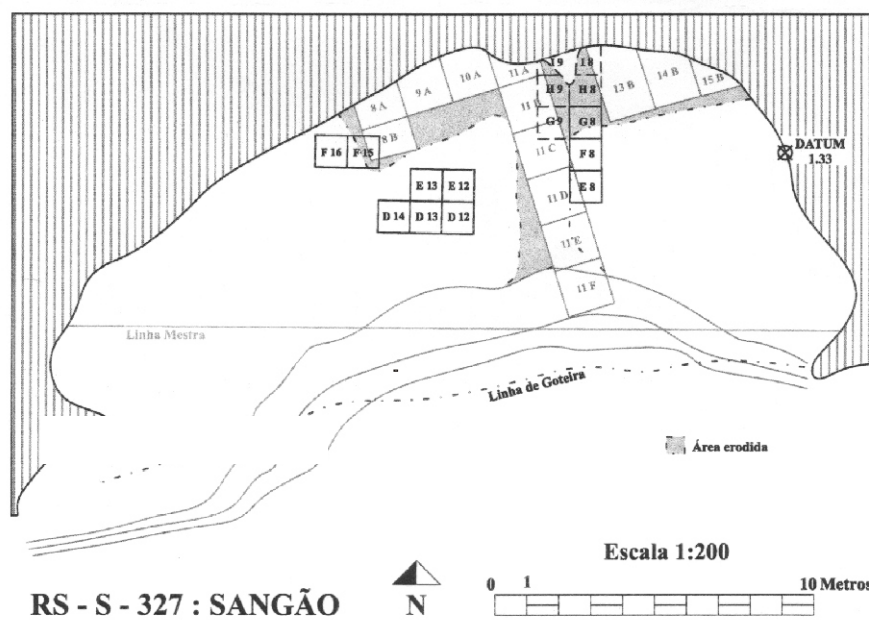 I 9 I 8
8 A 9 A 10 A 11 A 11 B H 9 H 8 13 B 14 B 15 B
8 B G 9 G 8
F 16 F 15 11 C F 8 DATUM
1.33
E 13 E 12 11 D E 8
D 14 D 13 D 12
11 E
11 F
Linha Mestra
Linha de Goteira
Área erodida
Escala 1:200
0 1 10 Metros
RS - S - 327 : SANGÃO N